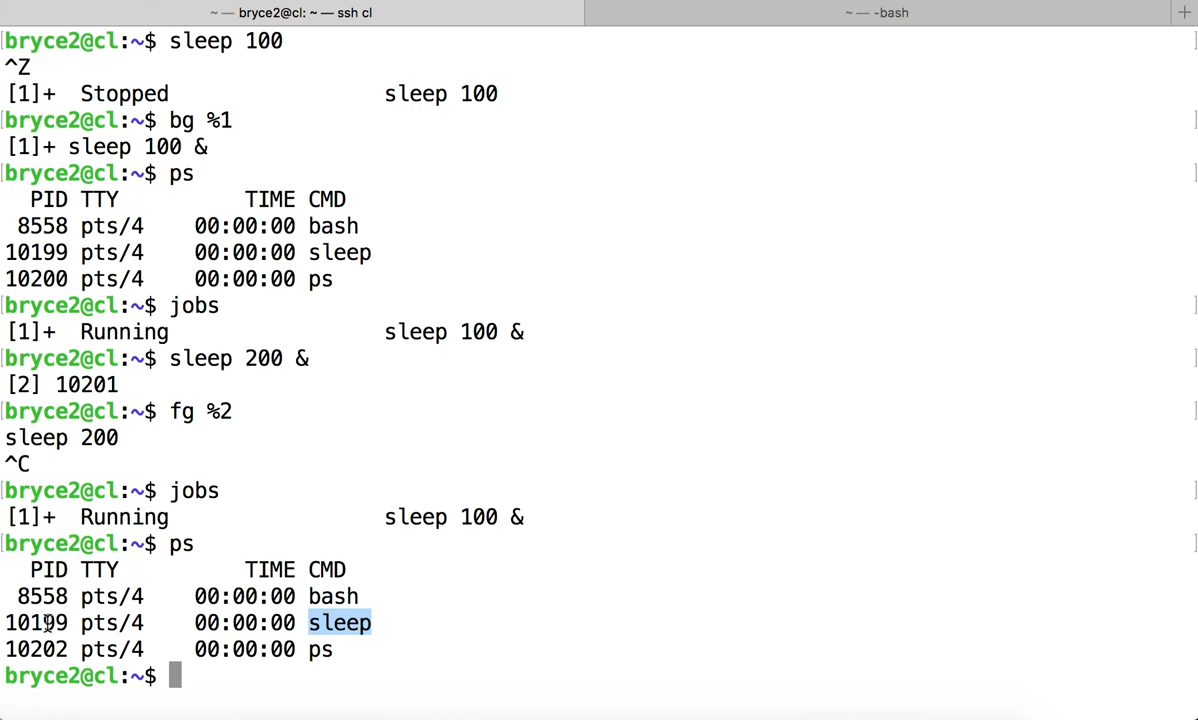 ~ — bryce2@cl: ~ — ssh cl
~ — -bash
bryce2@cl:~$ sleep 100
^Z
[1]+  Stopped                 sleep 100
bryce2@cl:~$ bg %1
[1]+ sleep 100 &
bryce2@cl:~$ ps
  PID TTY          TIME CMD
 8558 pts/4    00:00:00 bash
10199 pts/4    00:00:00 sleep
10200 pts/4    00:00:00 ps
bryce2@cl:~$ jobs
[1]+  Running                 sleep 100 &
bryce2@cl:~$ sleep 200 &
[2] 10201
bryce2@cl:~$ fg %2
sleep 200
^C
bryce2@cl:~$ jobs
[1]+  Running                 sleep 100 &
bryce2@cl:~$ ps
  PID TTY          TIME CMD
 8558 pts/4    00:00:00 bash
10199 pts/4    00:00:00 sleep
10202 pts/4    00:00:00 ps
bryce2@cl:~$